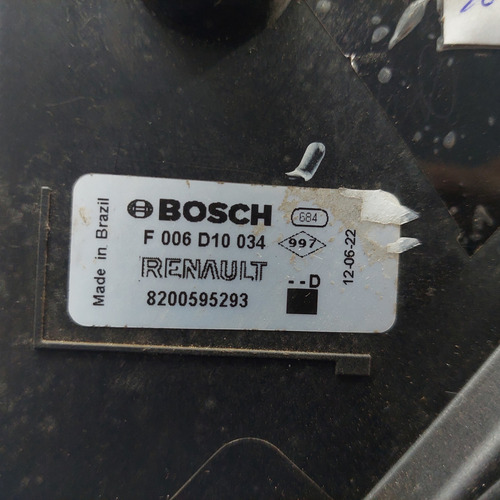 BOSCH
684
F 006 D10 034
997
RENAULT
--D
8200595293
Made in Brazil
12-06-22